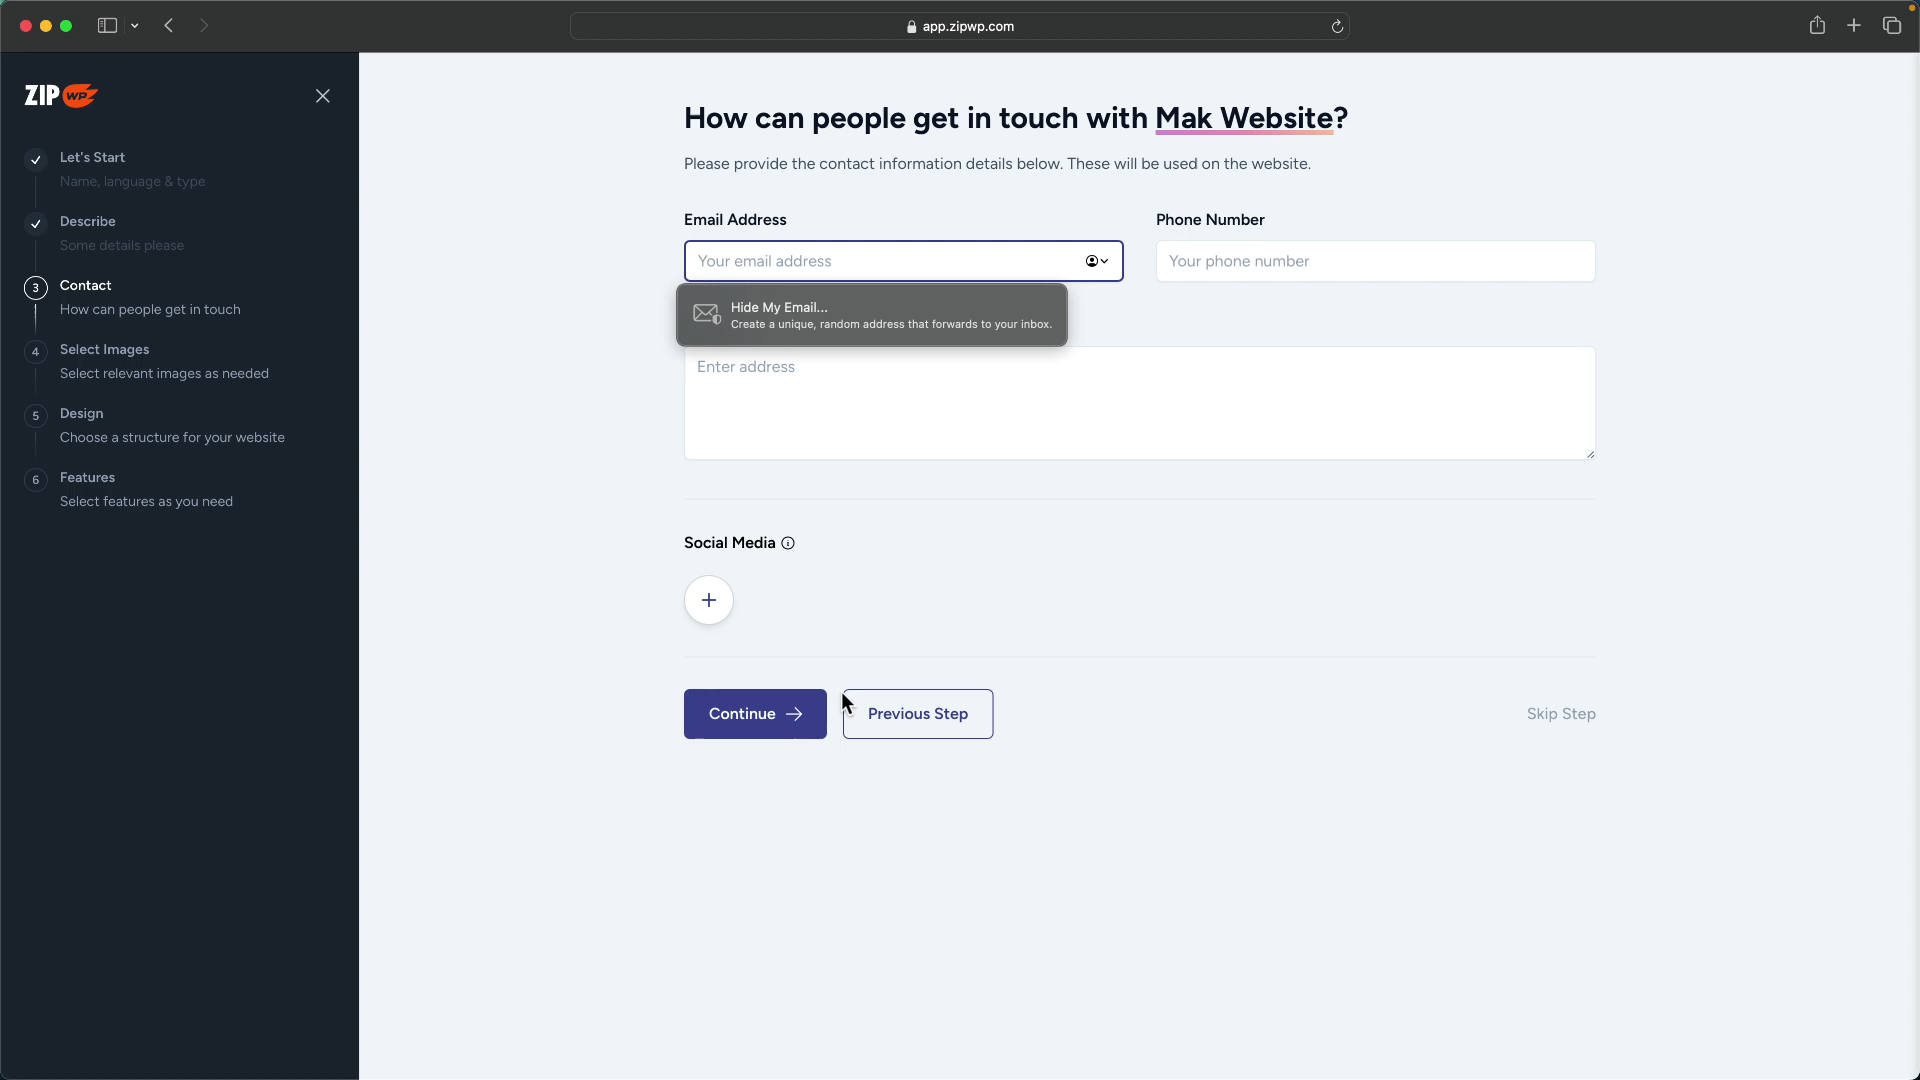 app.zipwp.com
ZIP WP
Let's Start
Name, language & type
Describe
Some details please
3
Contact
How can people get in touch
4
Select Images
Select relevant images as needed
5
Design
Choose a structure for your website
6
Features
Select features as you need
How can people get in touch with Mak Website?
Please provide the contact information details below. These will be used on the website.
Email Address
Phone Number
Your email address
Your phone number
Hide My Email...
Create a unique, random address that forwards to your inbox.
Enter address
Social Media
Continue
Previous Step
Skip Step